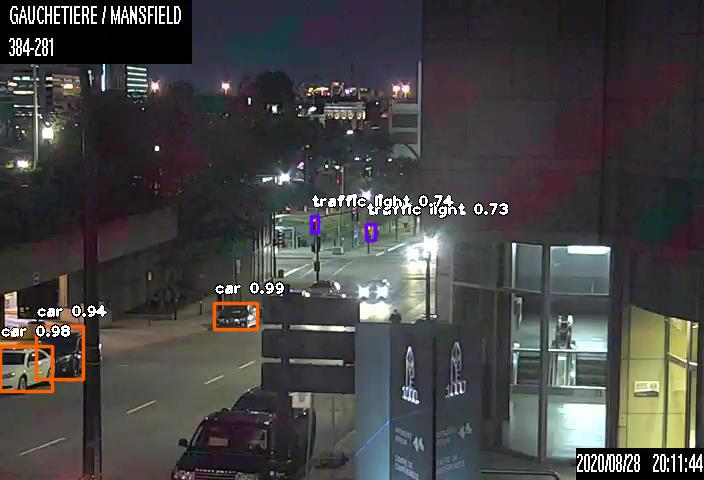 GAUCHETIERE / MANSFIELD
384-281
traffic light 0.74
traffic light 0.73
car 0.99
car 0.94
car 0.98
2020/08/28 20:11:44